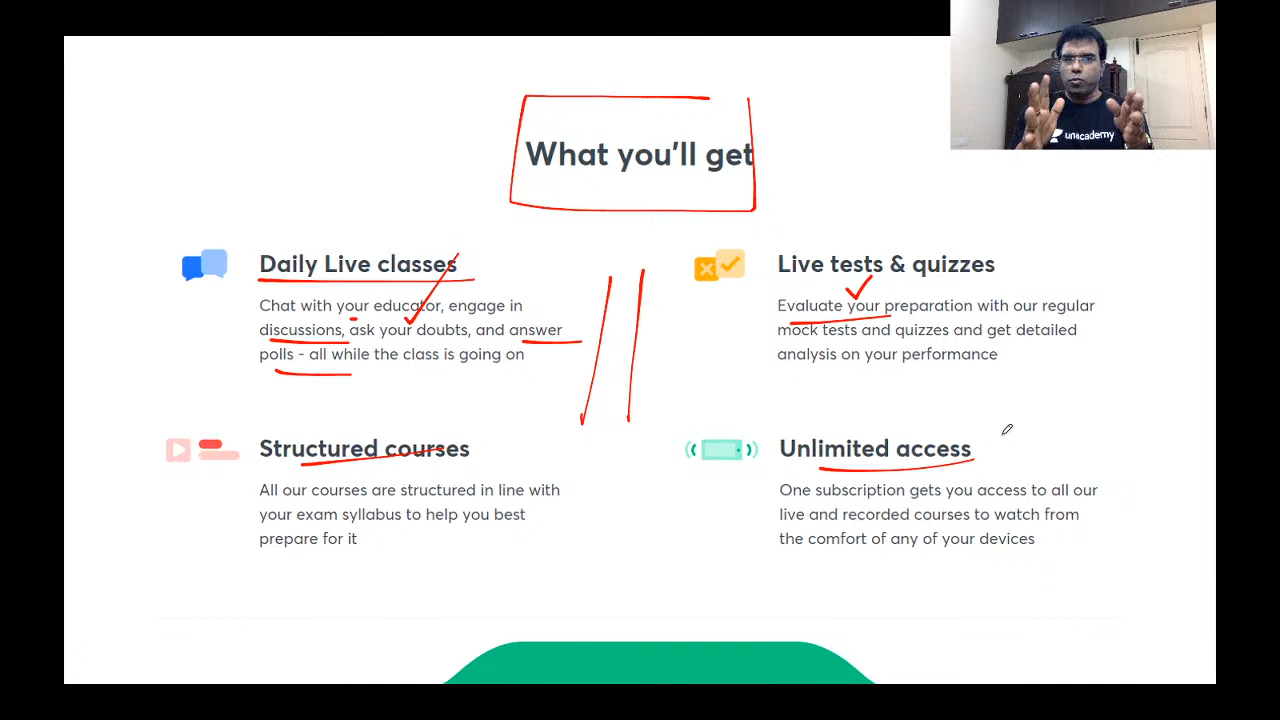 unacademy
What you'll get
Daily Live classes
Chat with your educator, engage in
discussions, ask your doubts, and answer
polls - all while the class is going on
Live tests & quizzes
Evaluate your preparation with our regular
mock tests and quizzes and get detailed
analysis on your performance
Structured courses
All our courses are structured in line with
your exam syllabus to help you best
prepare for it
Unlimited access
One subscription gets you access to all our
live and recorded courses to watch from
the comfort of any of your devices